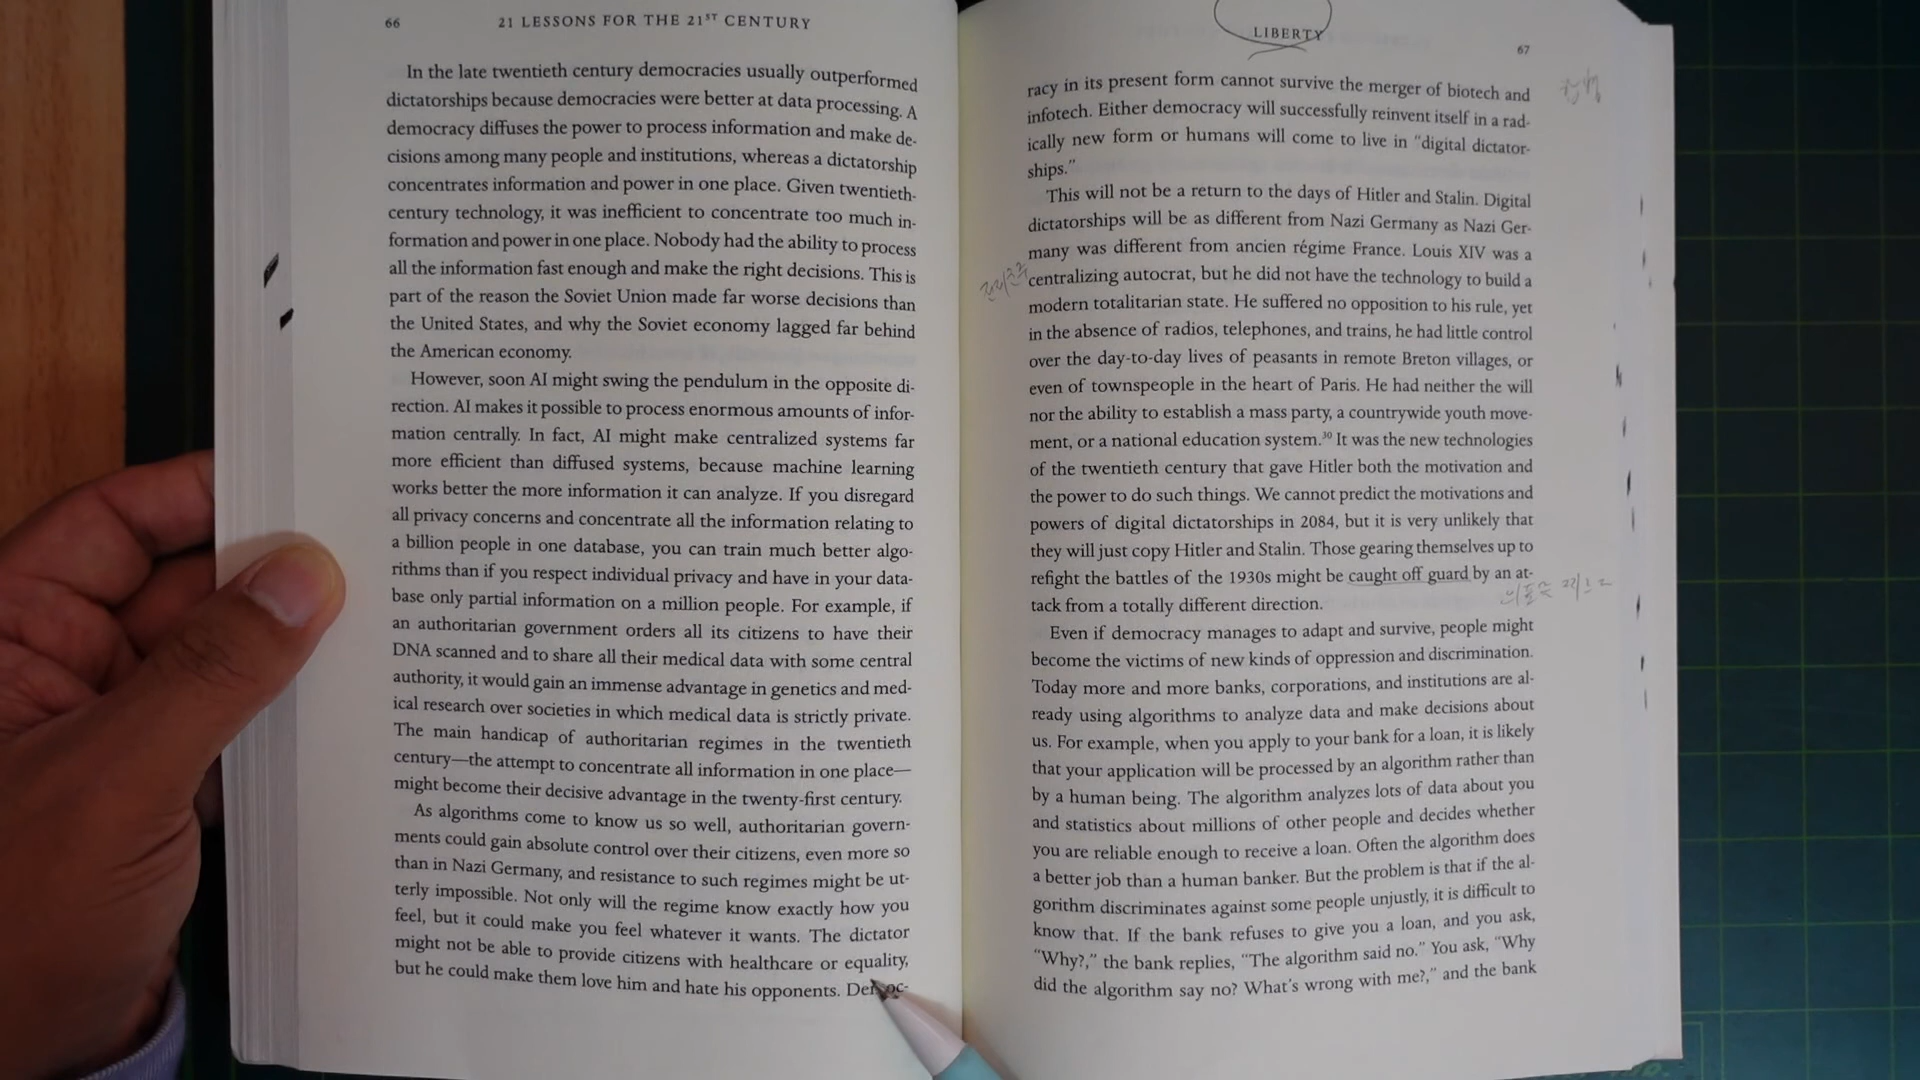 66
21 LESSONS FOR THE 21ST CENTURY
In the late twentieth century democracies usually outperformed
dictatorships because democracies were better at data processing. A
democracy diffuses the power to process information and make de-
cisions among many people and institutions, whereas a dictatorship
concentrates information and power in one place. Given twentieth-
century technology, it was inefficient to concentrate too much in-
formation and power in one place. Nobody had the ability to process
all the information fast enough and make the right decisions. This is
part of the reason the Soviet Union made far worse decisions than
the United States, and why the Soviet economy lagged far behind
the American economy.
However, soon AI might swing the pendulum in the opposite di-
rection. AI makes it possible to process enormous amounts of infor-
mation centrally. In fact, AI might make centralized systems far
more efficient than diffused systems, because machine learning
works better the more information it can analyze. If you disregard
all privacy concerns and concentrate all the information relating to
a billion people in one database, you can train much better algo-
rithms than if you respect individual privacy and have in your data-
base only partial information on a million people. For example, if
an authoritarian government orders all its citizens to have their
DNA scanned and to share all their medical data with some central
authority, it would gain an immense advantage in genetics and med-
ical research over societies in which medical data is strictly private.
The main handicap of authoritarian regimes in the twentieth
century—the attempt to concentrate all information in one place—
might become their decisive advantage in the twenty-first century.
As algorithms come to know us so well, authoritarian govern-
ments could gain absolute control over their citizens, even more so
than in Nazi Germany, and resistance to such regimes might be ut-
terly impossible. Not only will the regime know exactly how you
feel, but it could make you feel whatever it wants. The dictator
might not be able to provide citizens with healthcare or equality,
but he could make them love him and hate his opponents. Democ-
LIBERTY
67
racy in its present form cannot survive the merger of biotech and
infotech. Either democracy will successfully reinvent itself in a rad-
ically new form or humans will come to live in "digital dictator-
ships."
This will not be a return to the days of Hitler and Stalin. Digital
dictatorships will be as different from Nazi Germany as Nazi Ger-
many was different from ancien régime France. Louis XIV was a
centralizing autocrat, but he did not have the technology to build a
modern totalitarian state. He suffered no opposition to his rule, yet
in the absence of radios, telephones, and trains, he had little control
over the day-to-day lives of peasants in remote Breton villages, or
even of townspeople in the heart of Paris. He had neither the will
nor the ability to establish a mass party, a countrywide youth move-
ment, or a national education system.30 It was the new technologies
of the twentieth century that gave Hitler both the motivation and
the power to do such things. We cannot predict the motivations and
powers of digital dictatorships in 2084, but it is very unlikely that
they will just copy Hitler and Stalin. Those gearing themselves up to
refight the battles of the 1930s might be caught off guard by an at-
tack from a totally different direction.
Even if democracy manages to adapt and survive, people might
become the victims of new kinds of oppression and discrimination.
Today more and more banks, corporations, and institutions are al-
ready using algorithms to analyze data and make decisions about
us. For example, when you apply to your bank for a loan, it is likely
that your application will be processed by an algorithm rather than
by a human being. The algorithm analyzes lots of data about you
and statistics about millions of other people and decides whether
you are reliable enough to receive a loan. Often the algorithm does
a better job than a human banker. But the problem is that if the al-
gorithm discriminates against some people unjustly, it is difficult to
know that. If the bank refuses to give you a loan, and you ask,
"Why?," the bank replies, "The algorithm said no." You ask, "Why
did the algorithm say no? What's wrong with me?," and the bank